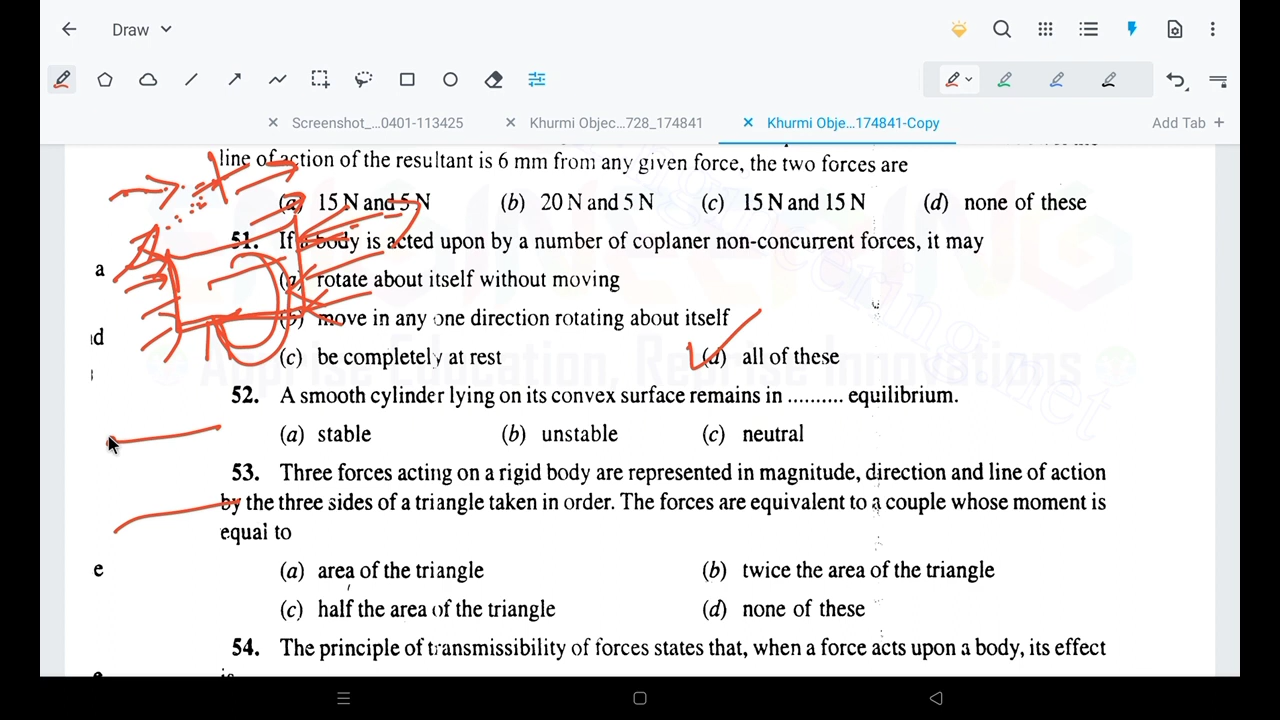 Draw
Screenshot_...0401-113425
Khurmi Objec...728_174841
Khurmi Obje...174841-Copy
Add Tab +
line of action of the resultant is 6 mm from any given force, the two forces are
(a) 15 N and 5 N (b) 20 N and 5 N (c) 15 N and 15 N (d) none of these
51. If a body is acted upon by a number of coplaner non-concurrent forces, it may
a
(a) rotate about itself without moving
(b) move in any one direction rotating about itself
(c) be completely at rest (d) all of these
52. A smooth cylinder lying on its convex surface remains in .......... equilibrium.
(a) stable (b) unstable (c) neutral
53. Three forces acting on a rigid body are represented in magnitude, direction and line of action
by the three sides of a triangle taken in order. The forces are equivalent to a couple whose moment is
equal to
e
(a) area of the triangle (b) twice the area of the triangle
(c) half the area of the triangle (d) none of these
54. The principle of transmissibility of forces states that, when a force acts upon a body, its effect